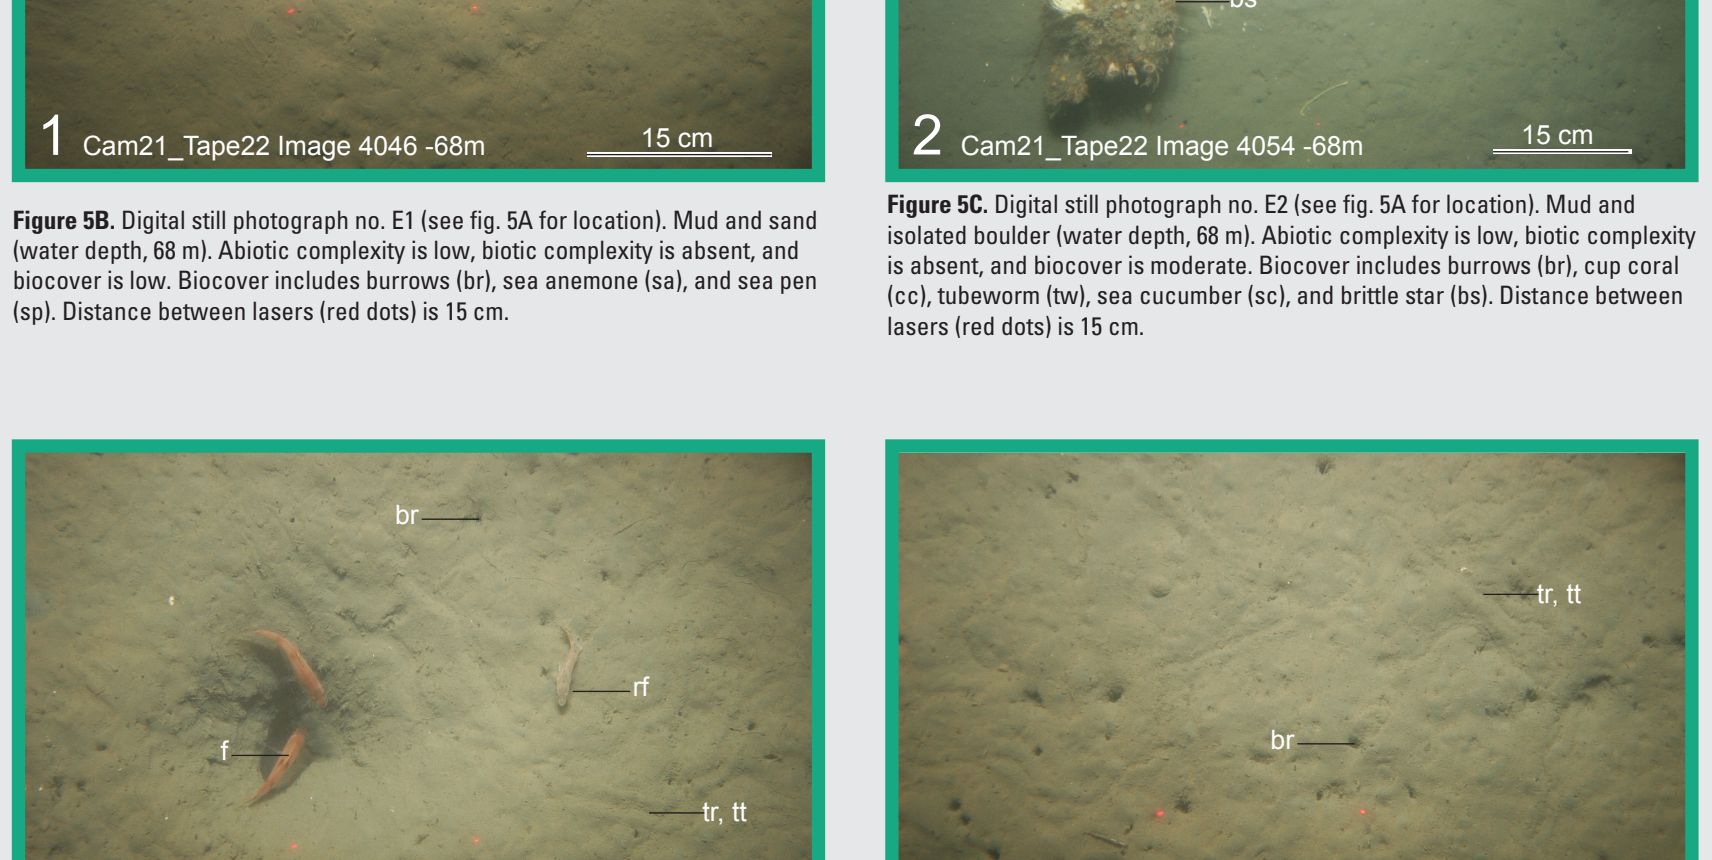 bs
15 cm
1 Cam21_Tape22 Image 4046 -68m
15 cm
2 Cam21_Tape22 Image 4054 -68m
Figure 5B. Digital still photograph no. E1 (see fig. 5A for location). Mud and sand
(water depth, 68 m). Abiotic complexity is low, biotic complexity is absent, and
biocover is low. Biocover includes burrows (br), sea anemone (sa), and sea pen
(sp). Distance between lasers (red dots) is 15 cm.
Figure 5C. Digital still photograph no. E2 (see fig. 5A for location). Mud and
isolated boulder (water depth, 68 m). Abiotic complexity is low, biotic complexity
is absent, and biocover is moderate. Biocover includes burrows (br), cup coral
(cc), tubeworm (tw), sea cucumber (sc), and brittle star (bs). Distance between
lasers (red dots) is 15 cm.
br
rf
f
tr, tt
tr, tt
br